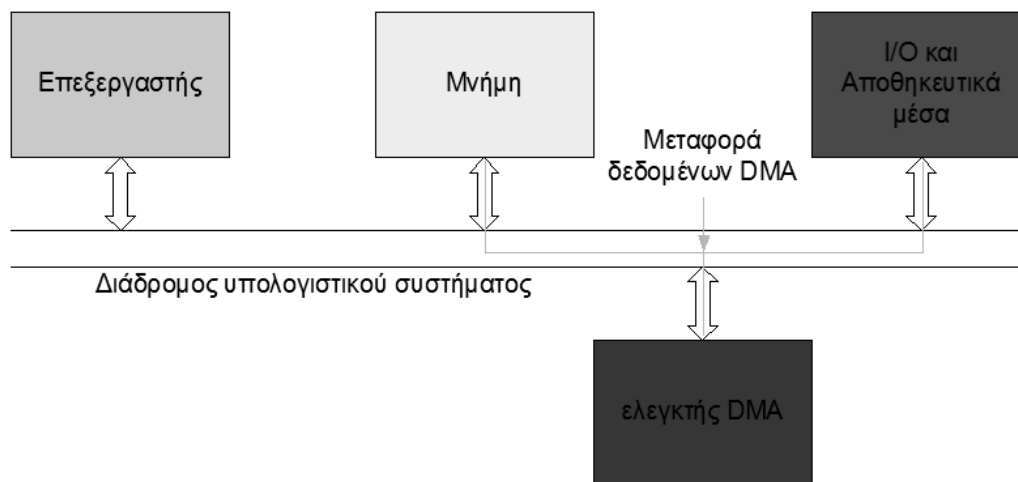 Επεξεργαστής
Μνήμη
I/O και
Αποθηκευτικά
μέσα
Μεταφορά
δεδομένων DMA
Διάδρομος υπολογιστικού συστήματος
ελεγκτής DMA